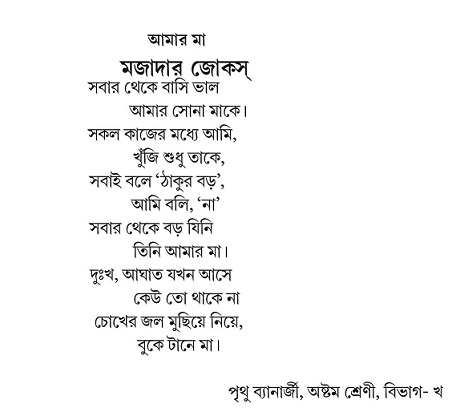 আমার মা
মজাদার জোকস্
সবার থেকে বাসি ভাল
আমার সোনা মাকে।
সকল কাজের মধ্যে আমি,
খুঁজি শুধু তাকে,
সবাই বলে ‘ঠাকুর বড়’,
আমি বলি, ‘না’
সবার থেকে বড় যিনি
তিনি আমার মা।
দুঃখ, আঘাত যখন আসে
কেউ তো থাকে না
চোখের জল মুছিয়ে নিয়ে,
বুকে টানে মা।
পৃথু ব্যানার্জী, অষ্টম শ্রেণী, বিভাগ- খ